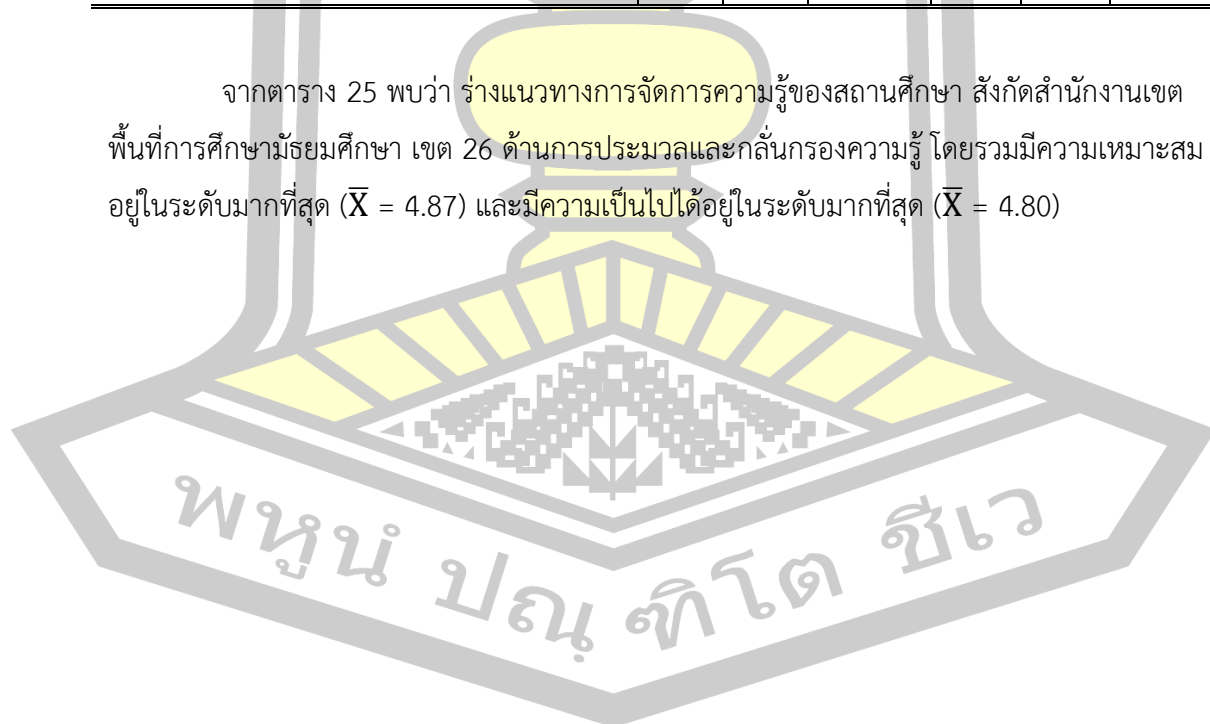 จากตาราง 25 พบว่า ร่างแนวทางการจัดการความรู้ของสถานศึกษา สังกัดสำนักงานเขต
พื้นที่การศึกษามัธยมศึกษา เขต 26 ด้านการประมวลและกลั่นกรองความรู้ โดยรวมมีความเหมาะสม
อยู่ในระดับมากที่สุด (X̅ = 4.87) และมีความเป็นไปได้อยู่ในระดับมากที่สุด (X̅ = 4.80)
พหูนํ ปณฺฑิโต ชีเว